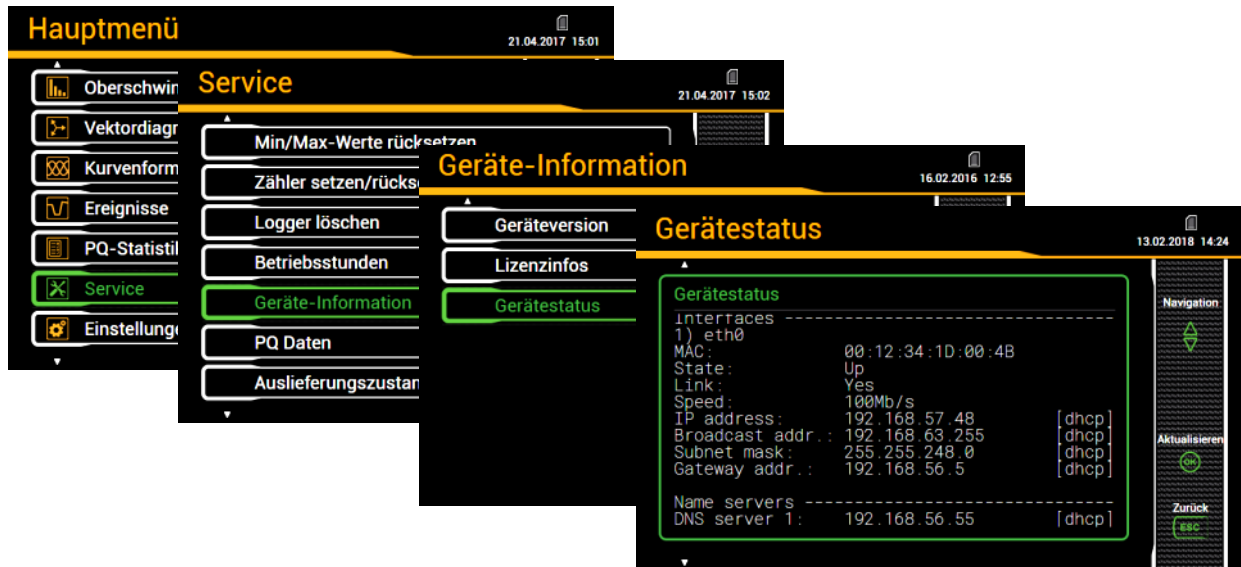 Hauptmenü
21.04.2017 15:01
Oberschwin
Vektordiagr
Kurvenform
Ereignisse
PQ-Statistik
Service
Einstellunge
Service
21.04.2017 15:02
Min/Max-Werte rücksetzen
Zähler setzen/rückse
Logger löschen
Betriebsstunden
Geräte-Information
PQ Daten
Auslieferungszustan
Geräte-Information
16.02.2016 12:55
Geräteversion
Lizenzinfos
Gerätestatus
Gerätestatus
13.02.2018 14:24
Gerätestatus
Interfaces ---------------------------------
1) eth0
MAC: 00:12:34:1D:00:4B
State: Up
Link: Yes
Speed: 100Mb/s
IP address: 192.168.57.48 [dhcp]
Broadcast addr.: 192.168.63.255 [dhcp]
Subnet mask: 255.255.248.0 [dhcp]
Gateway addr.: 192.168.56.5 [dhcp]
Name servers -------------------------------
DNS server 1: 192.168.56.55 [dhcp]
Navigation
Aktualisieren
OK
Zurück
ESC